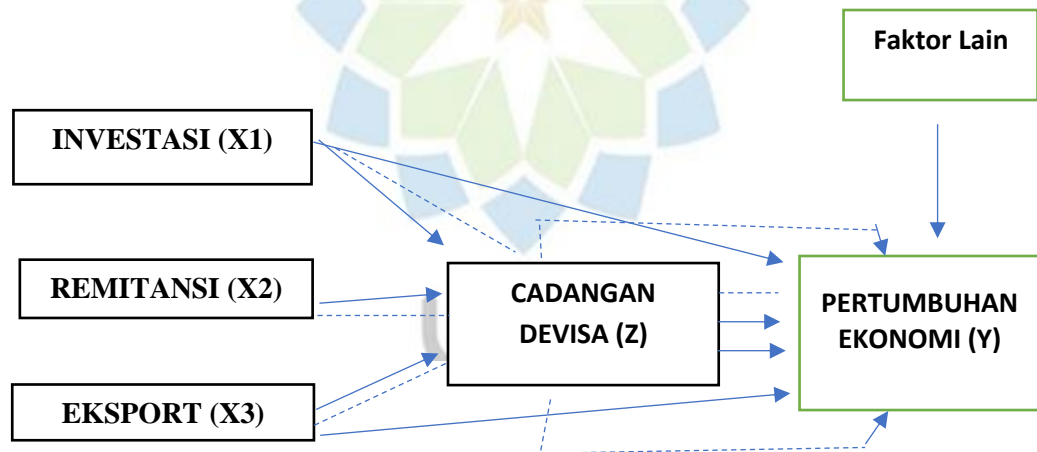 Faktor Lain
INVESTASI (X1)
REMITANSI (X2)
CADANGAN
DEVISA (Z)
PERTUMBUHAN
EKONOMI (Y)
EKSPORT (X3)